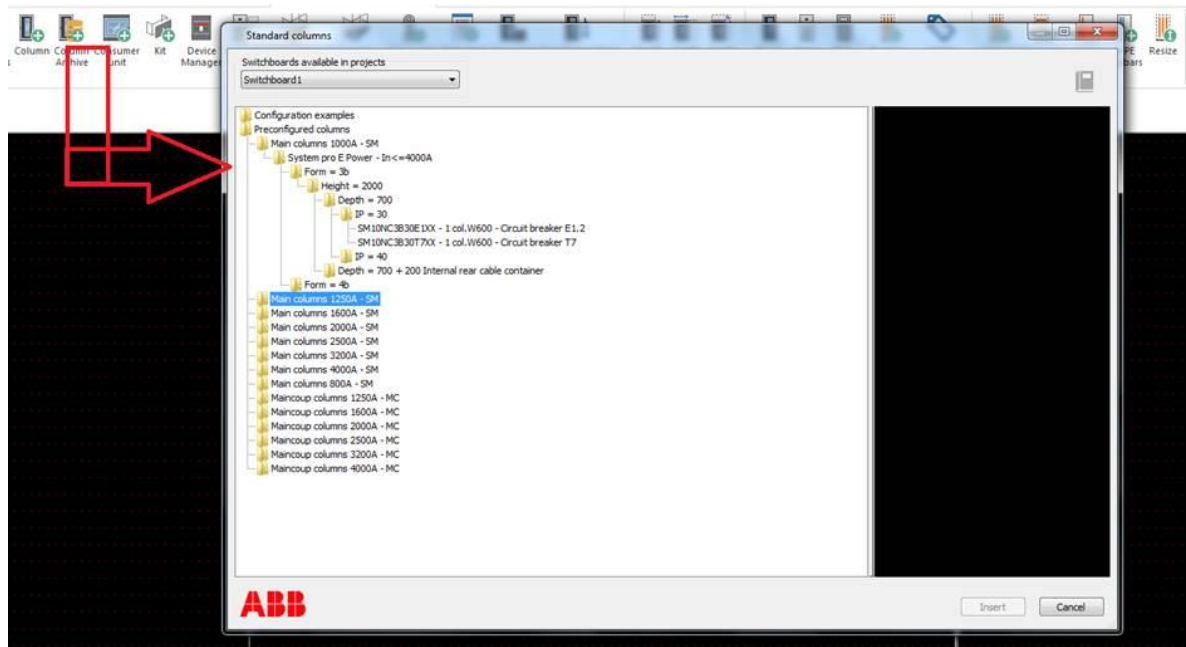 Column Column Consumer Kit Device
Archive unit Manager
PE Resize
bars
Standard columns
Switchboards available in projects
Switchboard1
Configuration examples
Preconfigured columns
Main columns 1000A - SM
System pro E Power - In<=4000A
Form = 3b
Height = 2000
Depth = 700
IP = 30
SM10NC3B30E1XX - 1 col.W600 - Circuit breaker E1.2
SM10NC3B30T7XX - 1 col.W600 - Circuit breaker T7
IP = 40
Depth = 700 + 200 Internal rear cable container
Form = 4b
Main columns 1250A - SM
Main columns 1600A - SM
Main columns 2000A - SM
Main columns 2500A - SM
Main columns 3200A - SM
Main columns 4000A - SM
Main columns 800A - SM
Maincoup columns 1250A - MC
Maincoup columns 1600A - MC
Maincoup columns 2000A - MC
Maincoup columns 2500A - MC
Maincoup columns 3200A - MC
Maincoup columns 4000A - MC
ABB
Insert Cancel